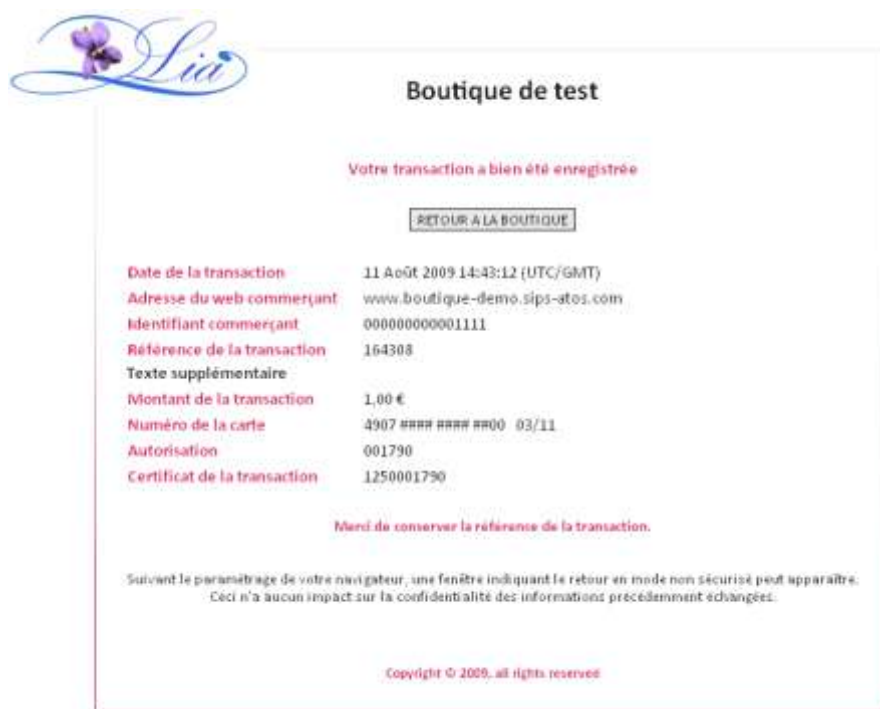 Lia
Boutique de test
Votre transaction a bien été enregistrée
RETOUR A LA BOUTIQUE
Date de la transaction 11 Août 2009 14:43:12 (UTC/GMT)
Adresse du web commerçant www.boutique-demo.sips-atos.com
Identifiant commerçant 000000000001111
Référence de la transaction 164308
Texte supplémentaire
Montant de la transaction 1,00 €
Numéro de la carte 4907 #### #### ##00 03/11
Autorisation 001790
Certificat de la transaction 1250001790
Merci de conserver la référence de la transaction.
Suivant le paramétrage de votre navigateur, une fenêtre indiquant le retour en mode non sécurisé peut apparaître.
Ceci n'a aucun impact sur la confidentialité des informations précédemment échangées.
Copyright © 2009, all rights reserved